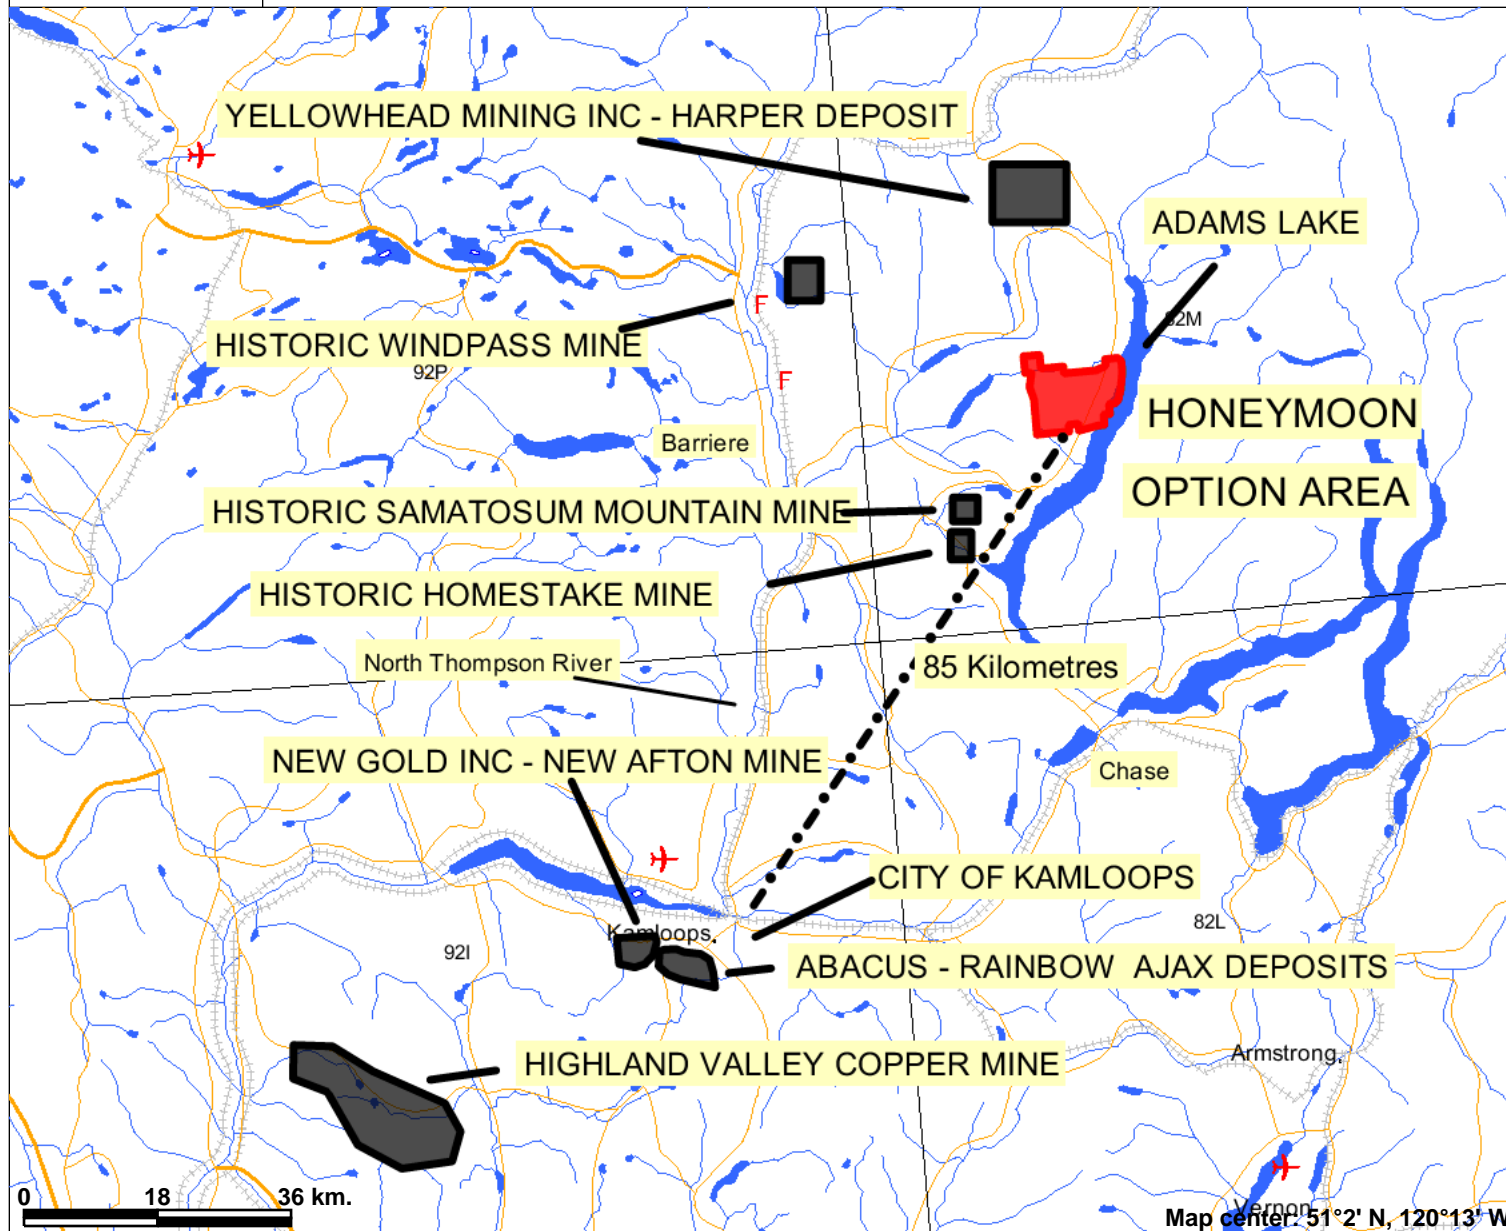 YELLOWHEAD MINING INC - HARPER DEPOSIT
ADAMS LAKE
82M
F
HISTORIC WINDPASS MINE
92P
F
HONEYMOON
Barriere
OPTION AREA
HISTORIC SAMATOSUM MOUNTAIN MINE
HISTORIC HOMESTAKE MINE
North Thompson River
85 Kilometres
NEW GOLD INC - NEW AFTON MINE
Chase
CITY OF KAMLOOPS
82L
Kamloops
92I
ABACUS - RAINBOW AJAX DEPOSITS
Armstrong
HIGHLAND VALLEY COPPER MINE
0 18 36 km.
Vernon
Map center: 51°2' N, 120°13' W